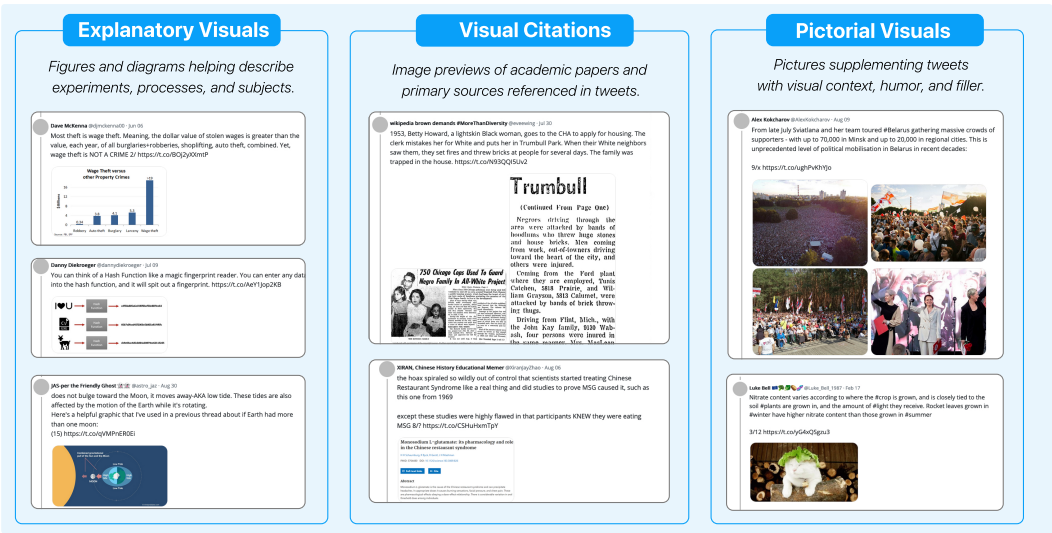 Explanatory Visuals
Figures and diagrams helping describe
experiments, processes, and subjects.
Dave McKenna @djmckenna00 · Jun 06
Most theft is wage theft. Meaning, the dollar value of stolen wages is greater than the
value, each year, of all burglaries+robberies, shoplifting, auto theft, combined. Yet,
wage theft is NOT A CRIME 2/ https://t.co/BOj2yXXmtP
Wage Theft versus
other Property Crimes
Robbery Auto theft Burglary Larceny Wage theft
Danny Diekroeger @dannydiekroeger · Jul 09
You can think of a Hash Function like a magic fingerprint reader. You can enter any data
into the hash function, and it will spit out a fingerprint. https://t.co/AeY1Jop2KB
JAS-per the Friendly Ghost @astro_jaz · Aug 30
does not bulge toward the Moon, it moves away-AKA low tide. These tides are also
affected by the motion of the Earth while it's rotating.
Here's a helpful graphic that I've used in a previous thread about if Earth had more
than one moon:
(15) https://t.co/qVMPnER0Ei
Visual Citations
Image previews of academic papers and
primary sources referenced in tweets.
wikipedia brown demands #MoreThanDiversity @eveewing · Jul 30
1953, Betty Howard, a lightskin Black woman, goes to the CHA to apply for housing. The
clerk mistakes her for White and puts her in Trumbull Park. When their White neighbors
saw them, they set fires and threw bricks at people for several days. The family was
trapped in the house. https://t.co/N93QQI5Uv2
750 Chicago Cops Used To Guard
Negro Family In All-White Project
Trumbull
(Continued From Page One)
Negroes driving through the
area were attacked by bands of
hoodlums who threw huge stones
and house bricks. Men coming
from work, out-of-towners driving
toward the heart of the city, and
others were injured.
Coming from the Ford plant
where they are employed, Tunis
Catchen, 5818 Prairie, and Wil-
liam Grayson, 5813 Calumet, were
attacked by bands of brick throw-
ing thugs.
Driving from Flint, Mich., with
the John Kay family, 9130 Wab-
ash, four persons were inured in
XIRAN, Chinese History Educational Memer @XiranJayZhao · Aug 06
the hoax spiraled so wildly out of control that scientists started treating Chinese
Restaurant Syndrome like a real thing and did studies to prove MSG caused it, such as
this one from 1969
except these studies were highly flawed in that participants KNEW they were eating
MSG 8/? https://t.co/CSHuHxmTpY
Monosodium L-glutamate: its pharmacology and role
in the Chinese restaurant syndrome
Abstract
Pictorial Visuals
Pictures supplementing tweets
with visual context, humor, and filler.
Alex Kokcharov @AlexKokcharov · Aug 09
From late July Sviatlana and her team toured #Belarus gathering massive crowds of
supporters - with up to 70,000 in Minsk and up to 20,000 in regional cities. This is
unprecedented level of political mobilisation in Belarus in recent decades:
9/x https://t.co/ughPvKhYJo
Luke Bell @Luke_Bell_1987 · Feb 17
Nitrate content varies according to where the #crop is grown, and is closely tied to the
soil #plants are grown in, and the amount of #light they receive. Rocket leaves grown in
#winter have higher nitrate content than those grown in #summer
3/12 https://t.co/yG4xQSgzu3